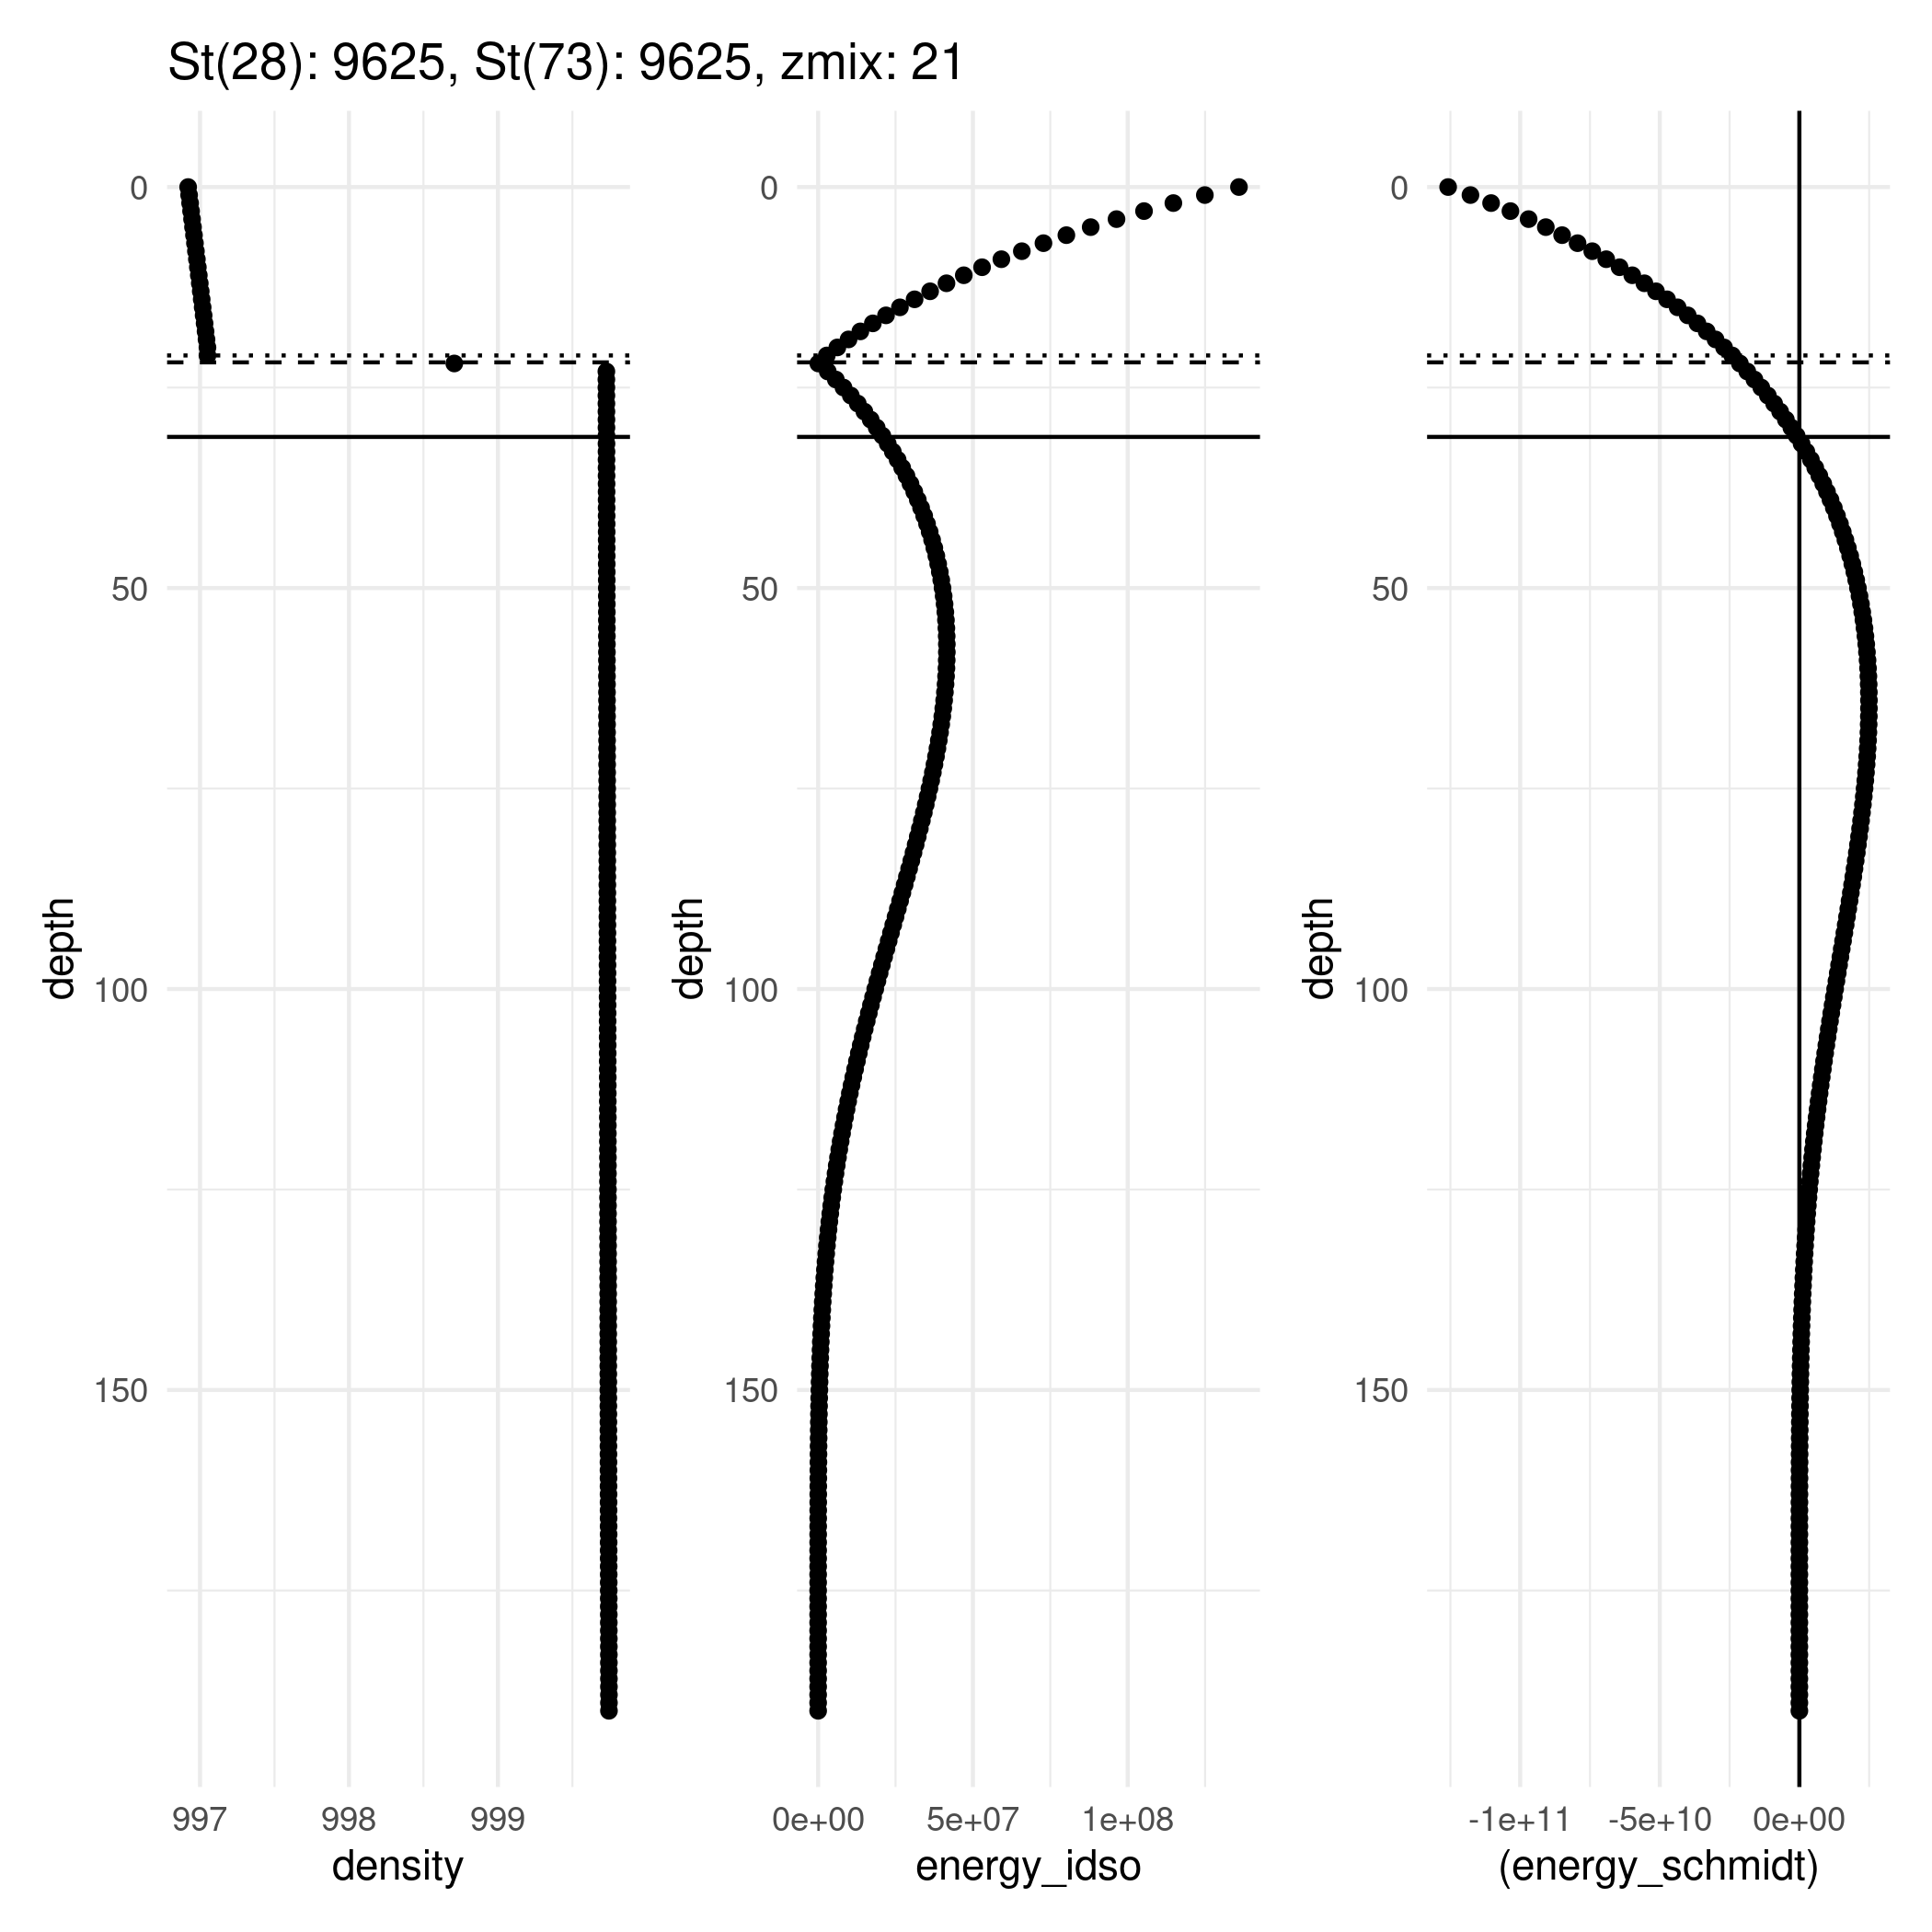 St(28): 9625, St(73): 9625, zmix: 21
0
50
100
150
depth
997 998 999
density
0
50
100
150
depth
0e+00 5e+07 1e+08
energy_idso
0
50
100
150
depth
-1e+11 -5e+10 0e+00
(energy_schmidt)